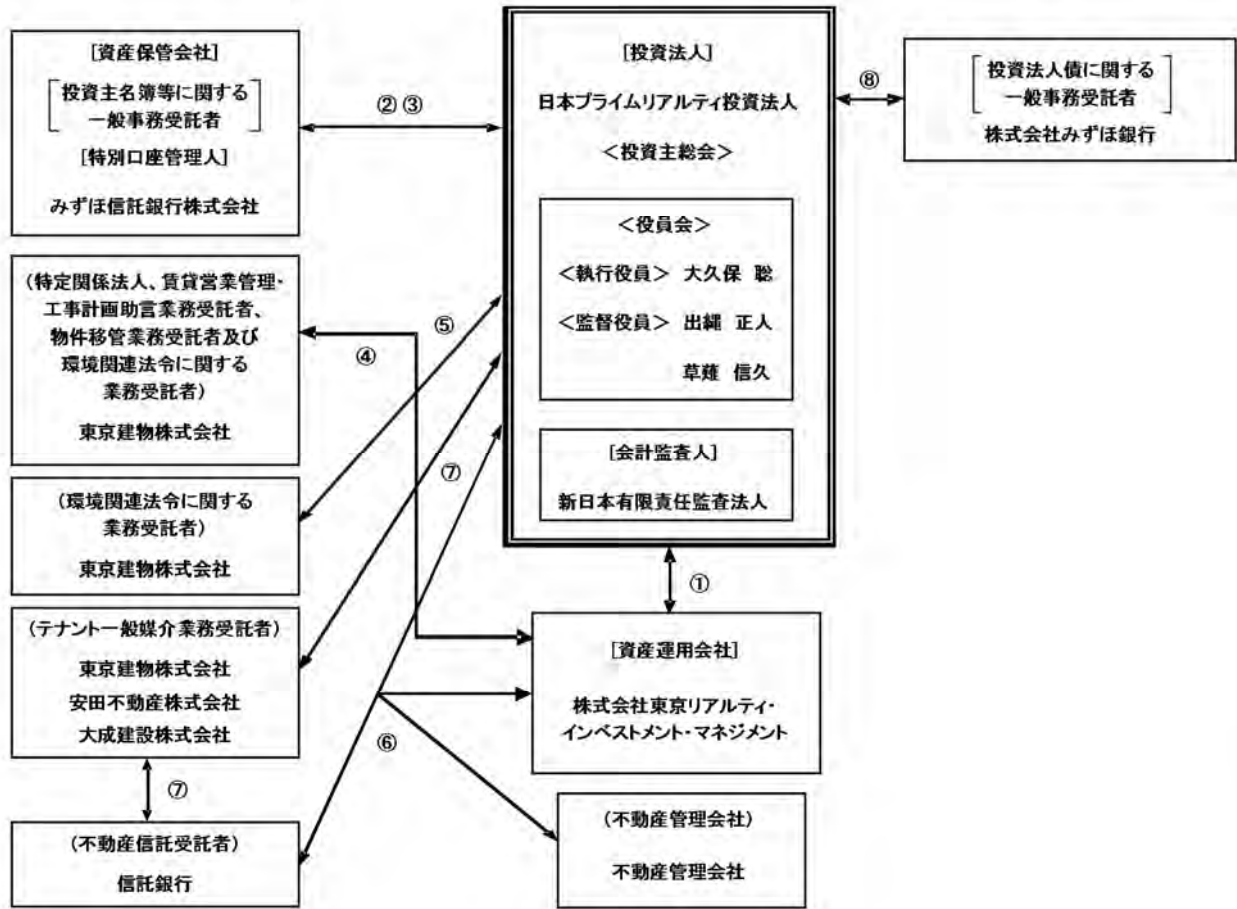 [資産保管会社]
投資主名簿等に関する
一般事務受託者
[特別口座管理人]
みずほ信託銀行株式会社
②③
(特定関係法人、賃貸営業管理・
工事計画助言業務受託者、
物件移管業務受託者及び
環境関連法令に関する
業務受託者)
東京建物株式会社
④
⑤
(環境関連法令に関する
業務受託者)
東京建物株式会社
⑦
(テナント一般媒介業務受託者)
東京建物株式会社
安田不動産株式会社
大成建設株式会社
⑥
⑦
(不動産信託受託者)
信託銀行
[投資法人]
日本プライムリアルティ投資法人
<投資主総会>
<役員会>
<執行役員> 大久保 聡
<監督役員> 出縄 正人
草薙 信久
[会計監査人]
新日本有限責任監査法人
①
[資産運用会社]
株式会社東京リアルティ・
インベストメント・マネジメント
(不動産管理会社)
不動産管理会社
⑧
投資法人債に関する
一般事務受託者
株式会社みずほ銀行